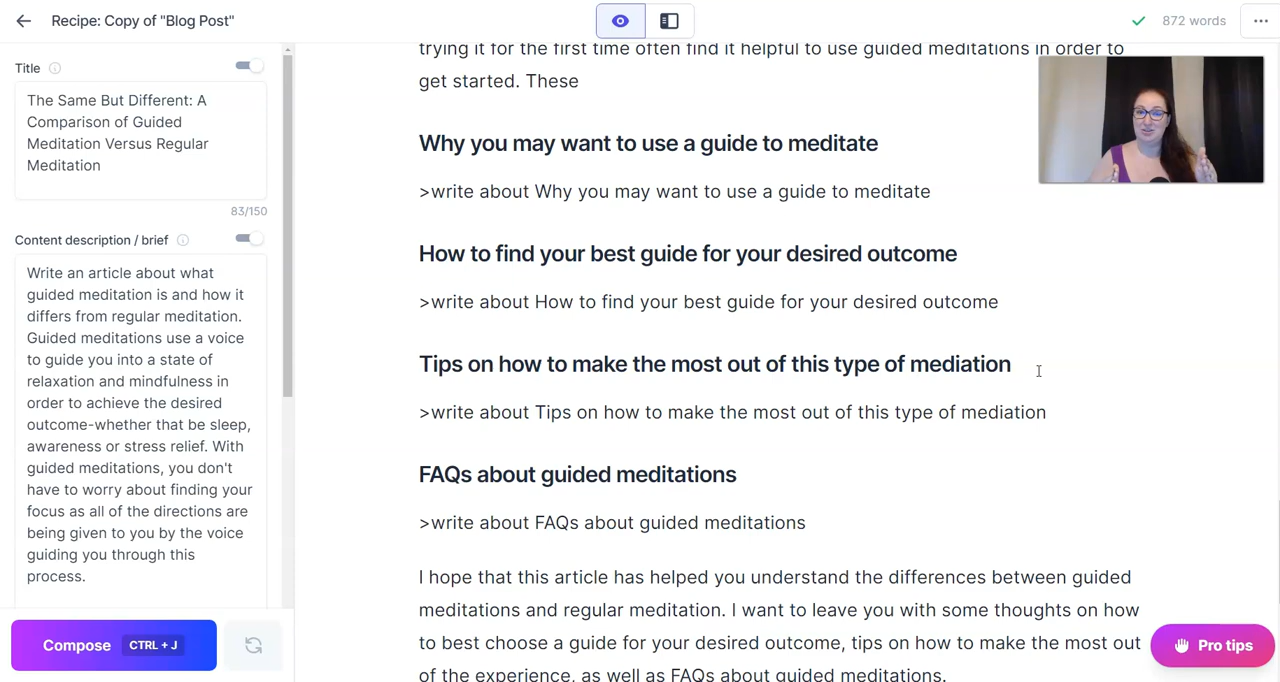 Recipe: Copy of "Blog Post"
872 words
Title
The Same But Different: A
Comparison of Guided
Meditation Versus Regular
Meditation
83/150
Content description / brief
Write an article about what
guided meditation is and how it
differs from regular meditation.
Guided meditations use a voice
to guide you into a state of
relaxation and mindfulness in
order to achieve the desired
outcome-whether that be sleep,
awareness or stress relief. With
guided meditations, you don't
have to worry about finding your
focus as all of the directions are
being given to you by the voice
guiding you through this
process.
Compose CTRL + J
trying it for the first time often find it helpful to use guided meditations in order to
get started. These
Why you may want to use a guide to meditate
>write about Why you may want to use a guide to meditate
How to find your best guide for your desired outcome
>write about How to find your best guide for your desired outcome
Tips on how to make the most out of this type of mediation
>write about Tips on how to make the most out of this type of mediation
FAQs about guided meditations
>write about FAQs about guided meditations
I hope that this article has helped you understand the differences between guided
meditations and regular meditation. I want to leave you with some thoughts on how
to best choose a guide for your desired outcome, tips on how to make the most out
of the experience, as well as FAQs about guided meditations.
Pro tips